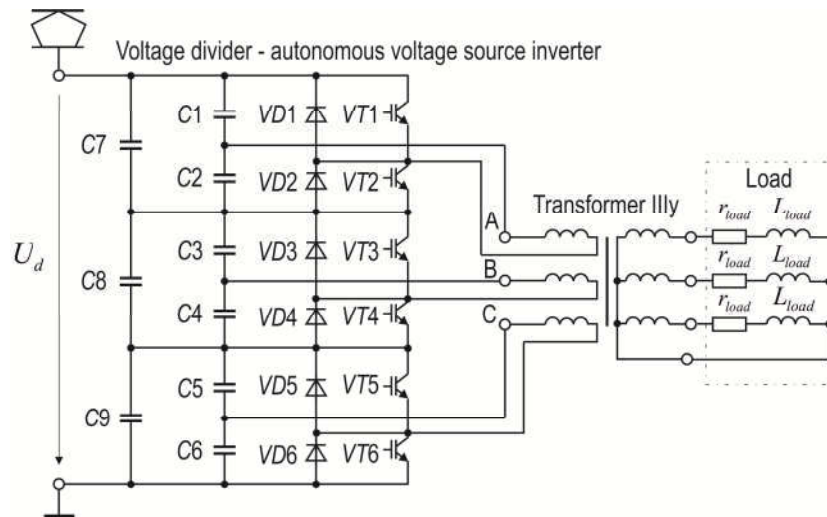 Voltage divider - autonomous voltage source inverter
C1
VD1
VT1
C7
C2
VD2
VT2
Transformer IIIy
Load
A
r_load
L_load
U_d
C3
VD3
VT3
C8
B
r_load
L_load
C4
VD4
VT4
C
r_load
L_load
C5
VD5
VT5
C9
C6
VD6
VT6